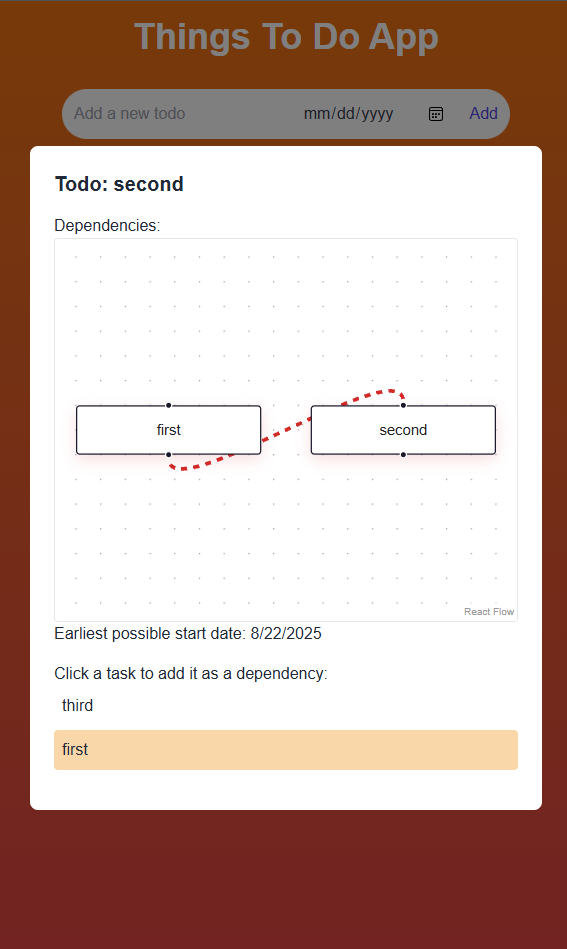 Things To Do App
Add a new todo mm/dd/yyyy Add
Todo: second
Dependencies:
first second
React Flow
Earliest possible start date: 8/22/2025
Click a task to add it as a dependency:
third
first